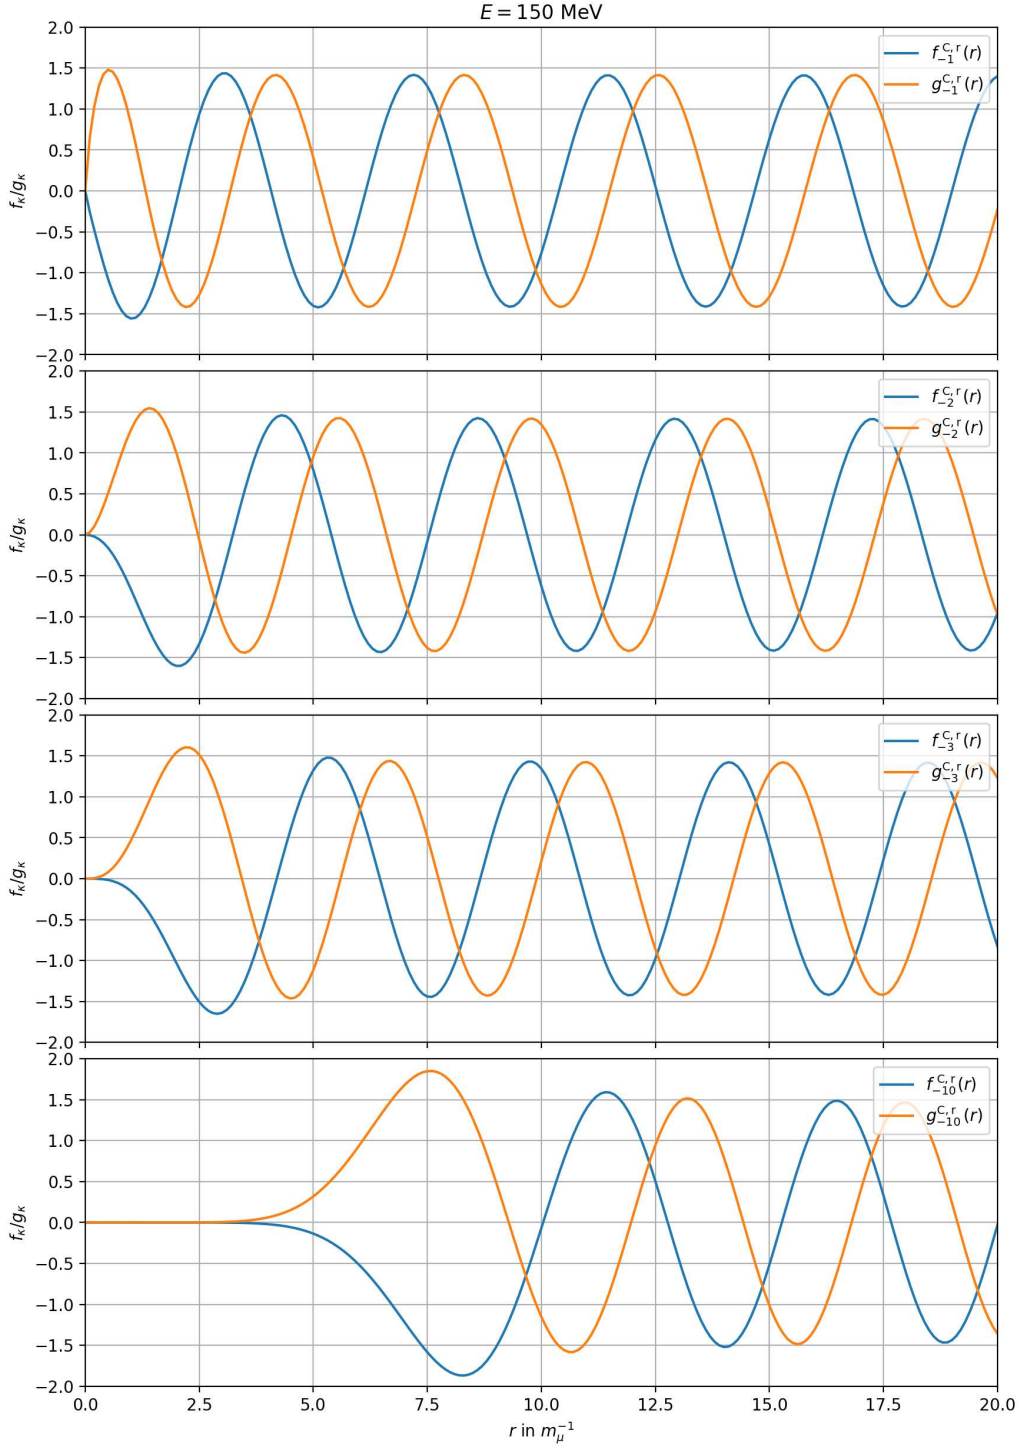 E = 150 MeV
2.0
1.5
1.0
0.5
0.0
−0.5
−1.0
−1.5
−2.0
f_κ/g_κ
f_{−1}^{C, r}(r)
g_{−1}^{C, r}(r)
2.0
1.5
1.0
0.5
0.0
−0.5
−1.0
−1.5
−2.0
f_κ/g_κ
f_{−2}^{C, r}(r)
g_{−2}^{C, r}(r)
2.0
1.5
1.0
0.5
0.0
−0.5
−1.0
−1.5
−2.0
f_κ/g_κ
f_{−3}^{C, r}(r)
g_{−3}^{C, r}(r)
2.0
1.5
1.0
0.5
0.0
−0.5
−1.0
−1.5
−2.0
f_κ/g_κ
f_{−10}^{C, r}(r)
g_{−10}^{C, r}(r)
0.0 2.5 5.0 7.5 10.0 12.5 15.0 17.5 20.0
r in m_μ^{−1}